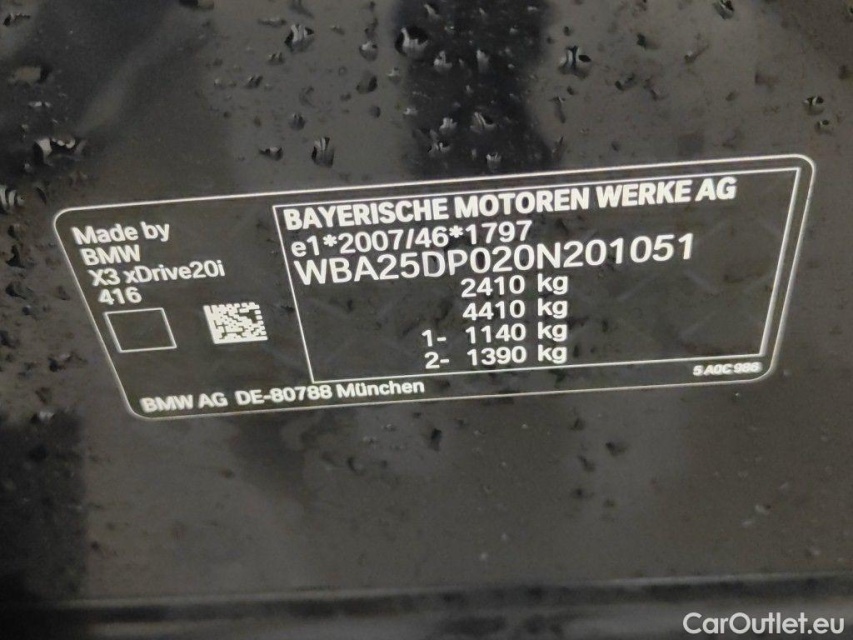 Made by
BMW
X3 xDrive20i
416
BAYERISCHE MOTOREN WERKE AG
e1*2007/46*1797
WBA25DP020N201051
2410 kg
4410 kg
1- 1140 kg
2- 1390 kg
BMW AG DE-80788 München
5 A0C 986
CarOutlet.eu